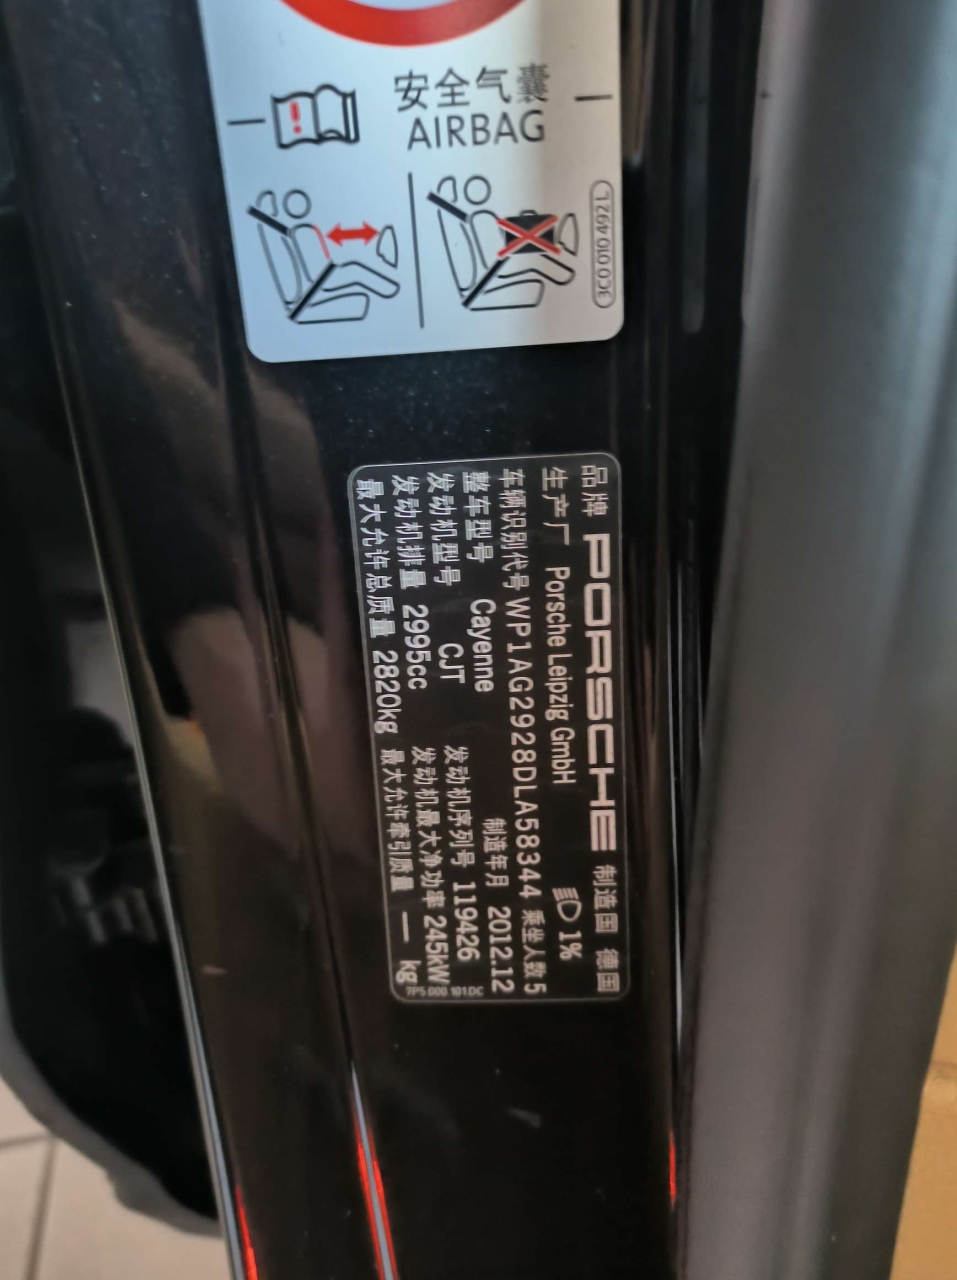 安全气囊
AIRBAG
3C0 010 492 L
品牌 PORSCHE 制造国 德国
生产厂 Porsche Leipzig GmbH 1%
车辆识别代号 WP1AG2928DLA58344 乘坐人数 5
整车型号 Cayenne 制造年月 2012.12
发动机型号 CJT 发动机序列号 119426
发动机排量 2995cc 发动机最大净功率 245kW
最大允许总质量 2820kg 最大允许牵引质量 — kg
7P5 000 101 DC